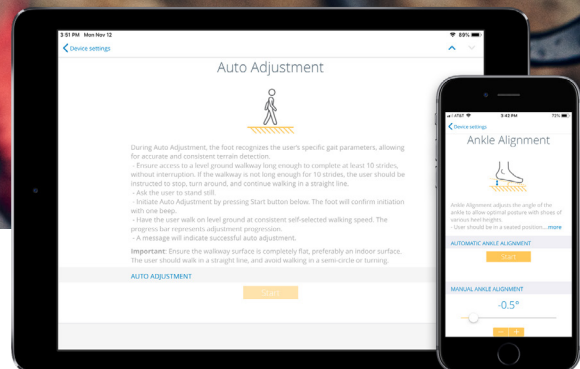 3:51 PM Mon Nov 12
89%
Device settings
Auto Adjustment
During Auto Adjustment, the foot recognizes the user's specific gait parameters, allowing
for accurate and consistent terrain detection.
- Ensure access to a level ground walkway long enough to complete at least 10 strides,
without interruption. If the walkway is not long enough for 10 strides, the user should be
instructed to stop, turn around, and continue walking in a straight line.
- Ask the user to stand still.
- Initiate Auto Adjustment by pressing Start button below. The foot will confirm initiation
with one beep.
- Have the user walk on level ground at consistent self-selected walking speed. The
progress bar represents adjustment progression.
- A message will indicate successful auto adjustment.
Important: Ensure the walkway surface is completely flat, preferably an indoor surface.
The user should walk in a straight line, and avoid walking in a semi-circle or turning.
AUTO ADJUSTMENT
Start
AT&T
3:42 PM
75%
Device settings
Ankle Alignment
Ankle Alignment adjusts the angle of the
ankle to allow optimal posture with shoes of
various heel heights.
- User should be in a seated position... more
AUTOMATIC ANKLE ALIGNMENT
Start
MANUAL ANKLE ALIGNMENT
-0.5°
- +